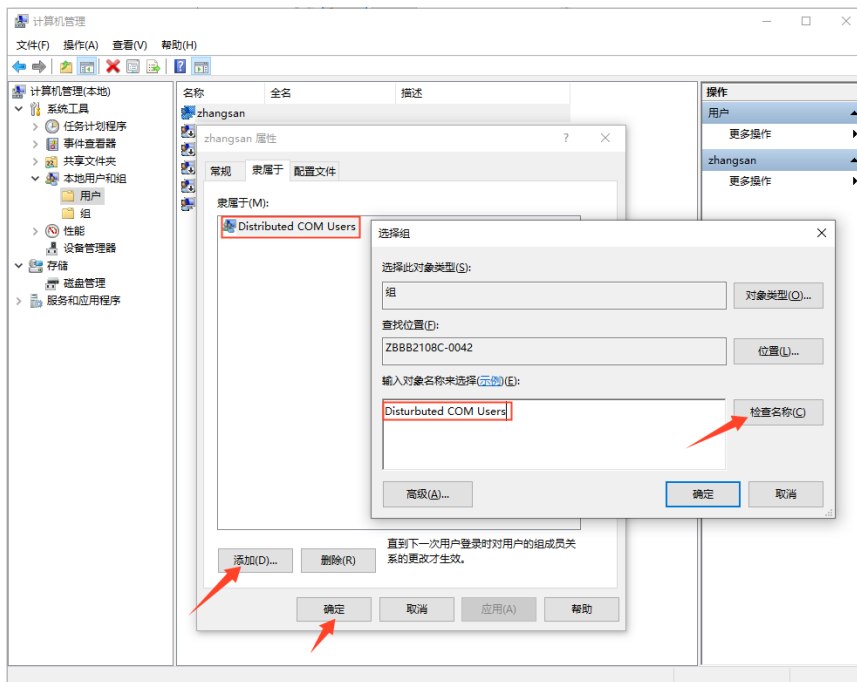 计算机管理
文件(F) 操作(A) 查看(V) 帮助(H)
计算机管理(本地)
系统工具
任务计划程序
事件查看器
共享文件夹
本地用户和组
用户
组
性能
设备管理器
存储
磁盘管理
服务和应用程序
名称 全名 描述
zhangsan
操作
用户
更多操作
zhangsan
更多操作
zhangsan 属性
常规 隶属于 配置文件
隶属于(M):
Distributed COM Users
添加(D)... 删除(R)
直到下一次用户登录时对用户的组成员关
系的更改才生效。
确定 取消 应用(A) 帮助
选择组
选择此对象类型(S):
组
对象类型(O)...
查找位置(F):
ZBBB2108C-0042
位置(L)...
输入对象名称来选择(示例)(E):
Disturbuted COM Users
检查名称(C)
高级(A)...
确定 取消